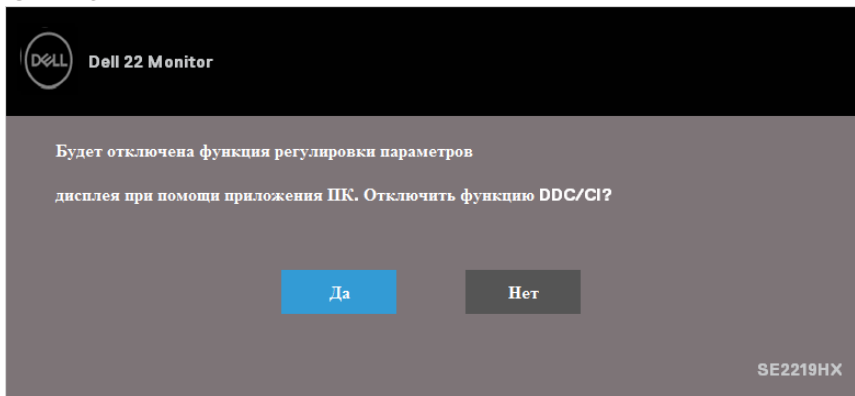 DELL
Dell 22 Monitor
Будет отключена функция регулировки параметров
дисплея при помощи приложения ПК. Отключить функцию DDC/CI?
Да
Нет
SE2219HX